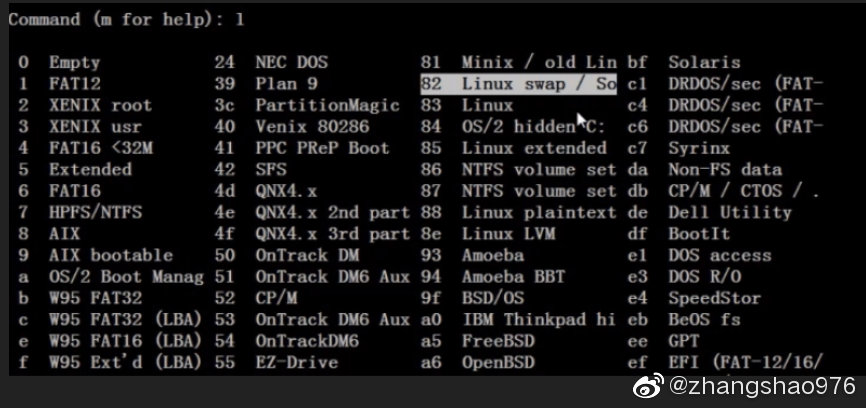 Command (m for help): l
0 Empty 24 NEC DOS 81 Minix / old Lin bf Solaris
1 FAT12 39 Plan 9 82 Linux swap / So c1 DRDOS/sec (FAT-
2 XENIX root 3c PartitionMagic 83 Linux c4 DRDOS/sec (FAT-
3 XENIX usr 40 Venix 80286 84 OS/2 hidden C: c6 DRDOS/sec (FAT-
4 FAT16 <32M 41 PPC PReP Boot 85 Linux extended c7 Syrinx
5 Extended 42 SFS 86 NTFS volume set da Non-FS data
6 FAT16 4d QNX4.x 87 NTFS volume set db CP/M / CTOS / .
7 HPFS/NTFS 4e QNX4.x 2nd part 88 Linux plaintext de Dell Utility
8 AIX 4f QNX4.x 3rd part 8e Linux LVM df BootIt
9 AIX bootable 50 OnTrack DM 93 Amoeba e1 DOS access
a OS/2 Boot Manag 51 OnTrack DM6 Aux 94 Amoeba BBT e3 DOS R/O
b W95 FAT32 52 CP/M 9f BSD/OS e4 SpeedStor
c W95 FAT32 (LBA) 53 OnTrack DM6 Aux a0 IBM Thinkpad hi eb BeOS fs
e W95 FAT16 (LBA) 54 OnTrackDM6 a5 FreeBSD ee GPT
f W95 Ext'd (LBA) 55 EZ-Drive a6 OpenBSD ef EFI (FAT-12/16/
@zhangshao976